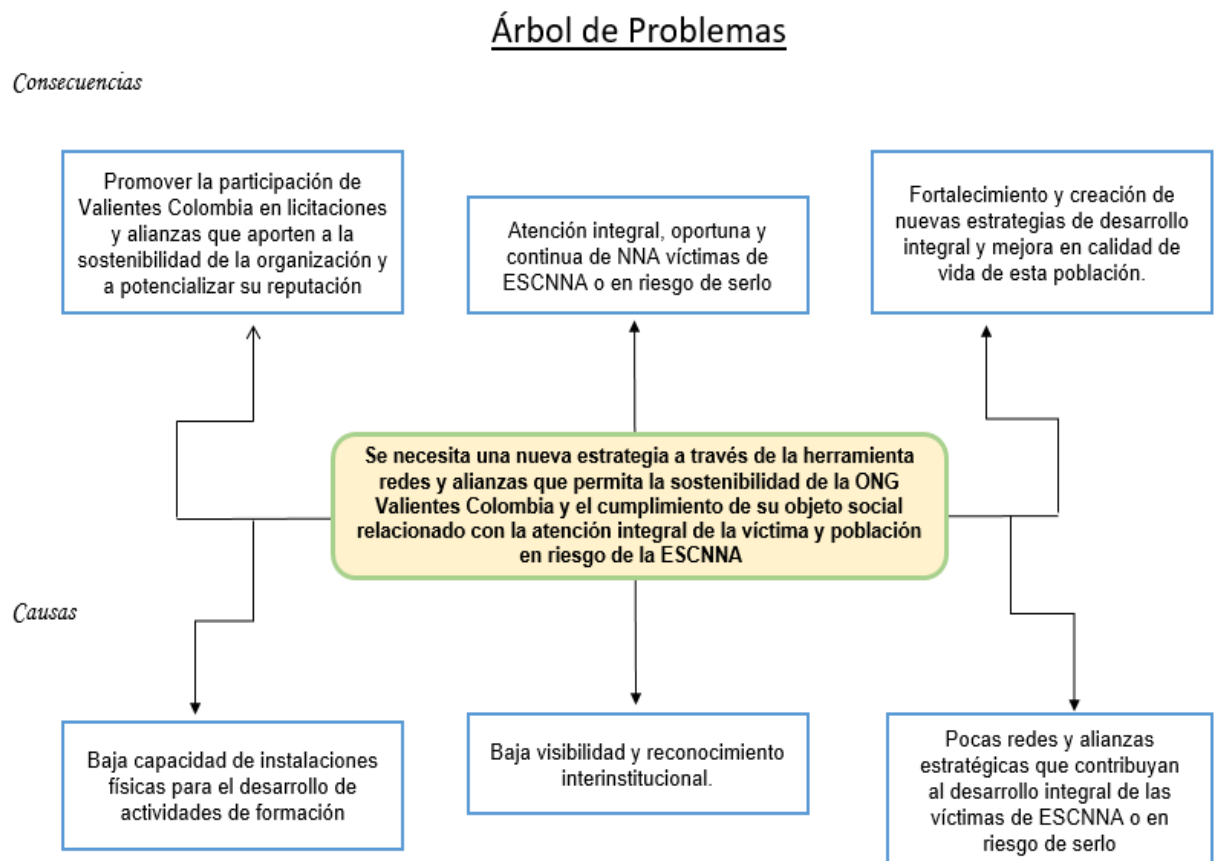 Árbol de Problemas
Consecuencias
Promover la participación de
Valientes Colombia en licitaciones
y alianzas que aporten a la
sostenibilidad de la organización y
a potencializar su reputación
Atención integral, oportuna y
continua de NNA víctimas de
ESCNNA o en riesgo de serlo
Fortalecimiento y creación de
nuevas estrategias de desarrollo
integral y mejora en calidad de
vida de esta población.
Se necesita una nueva estrategia a través de la herramienta
redes y alianzas que permita la sostenibilidad de la ONG
Valientes Colombia y el cumplimiento de su objeto social
relacionado con la atención integral de la víctima y población
en riesgo de la ESCNNA
Causas
Baja capacidad de instalaciones
físicas para el desarrollo de
actividades de formación
Baja visibilidad y reconocimiento
interinstitucional.
Pocas redes y alianzas
estratégicas que contribuyan
al desarrollo integral de las
víctimas de ESCNNA o en
riesgo de serlo